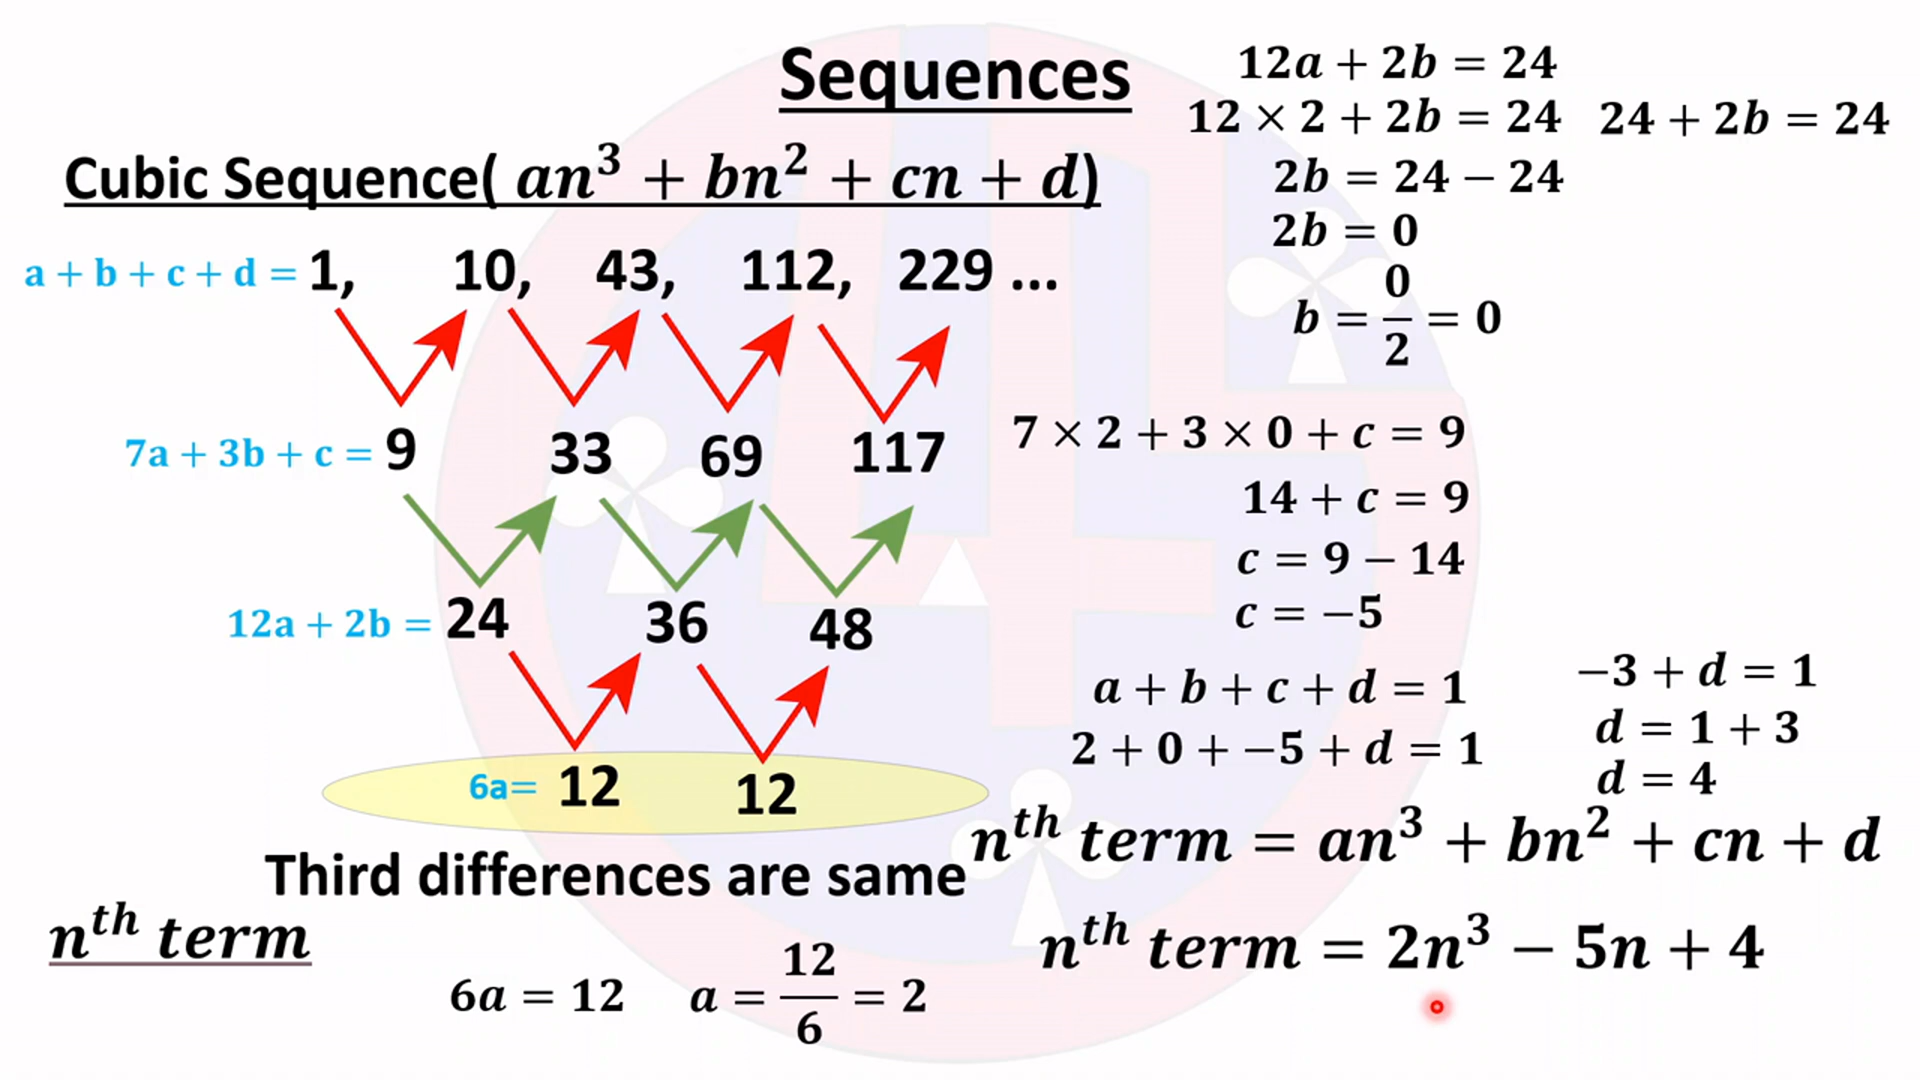 Sequences
Cubic Sequence( an³ + bn² + cn + d)
a + b + c + d = 1, 10, 43, 112, 229 ...
7a + 3b + c = 9 33 69 117
12a + 2b = 24 36 48
6a= 12 12
Third differences are same
nᵗʰ term
6a = 12 a = 12/6 = 2
12a + 2b = 24
12 × 2 + 2b = 24 24 + 2b = 24
2b = 24 − 24
2b = 0
b = 0/2 = 0
7 × 2 + 3 × 0 + c = 9
14 + c = 9
c = 9 − 14
c = −5
a + b + c + d = 1
2 + 0 + −5 + d = 1
−3 + d = 1
d = 1 + 3
d = 4
nᵗʰ term = an³ + bn² + cn + d
nᵗʰ term = 2n³ − 5n + 4